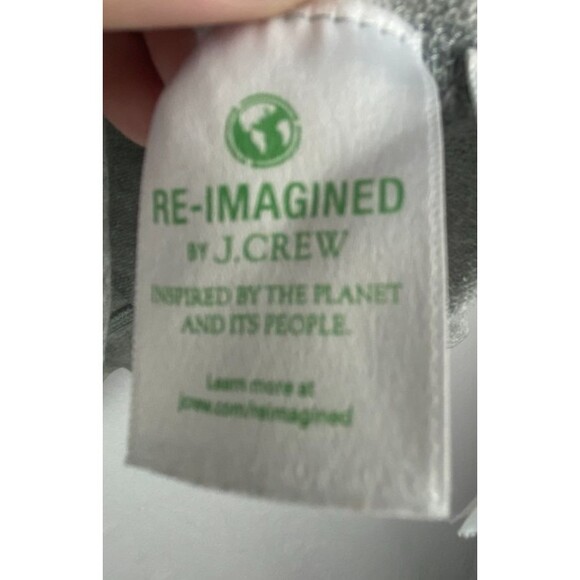 RE-IMAGINED
BY J.CREW
INSPIRED BY THE PLANET
AND ITS PEOPLE.
Learn more at
jcrew.com/reimagined